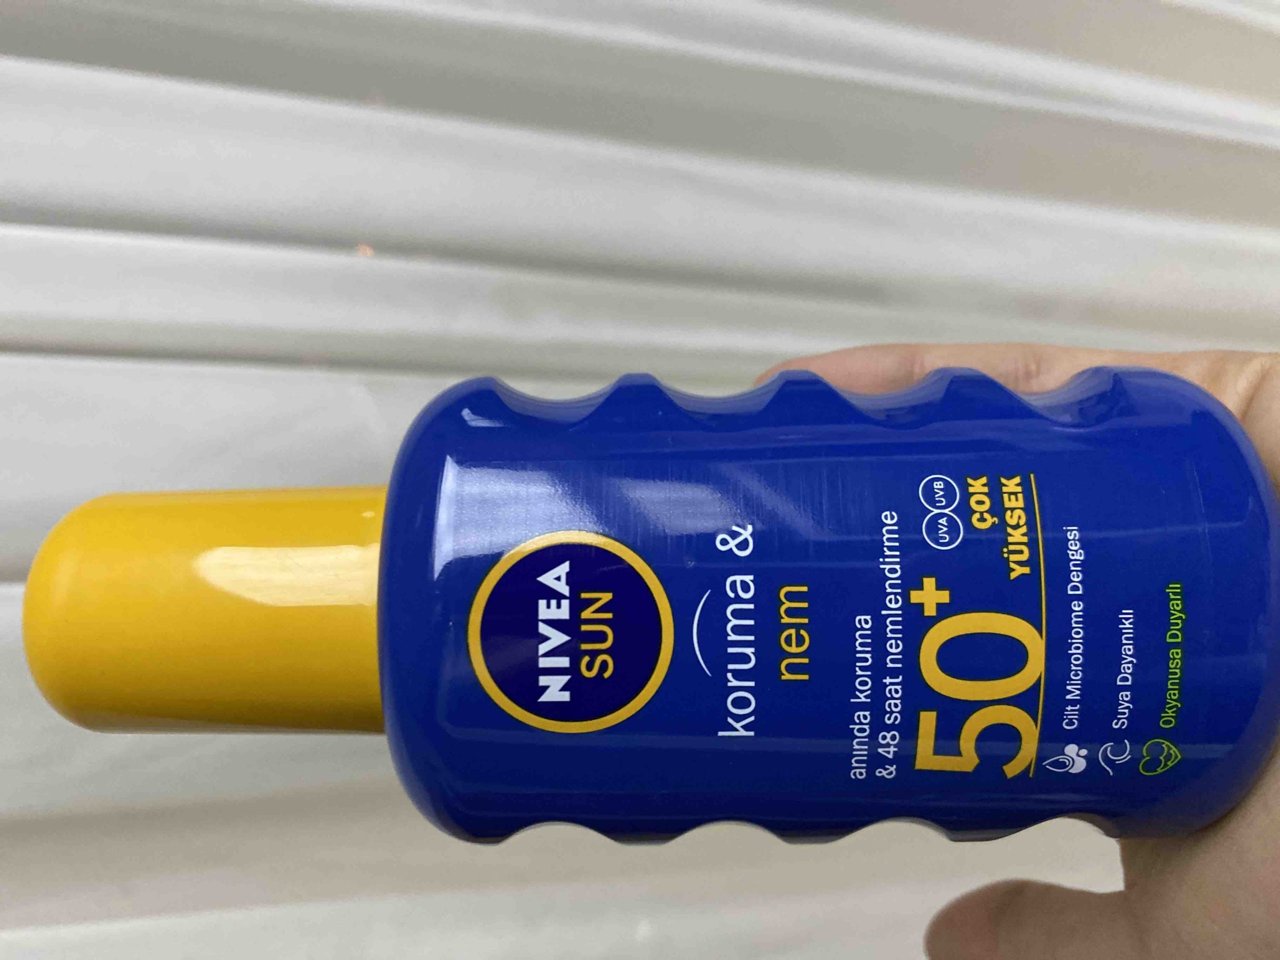 NIVEA
SUN
koruma &
nem
anında koruma
& 48 saat nemlendirme
50+
UVA UVB
ÇOK
YÜKSEK
Cilt Microbiome Dengesi
Suya Dayanıklı
Okyanusa Duyarlı